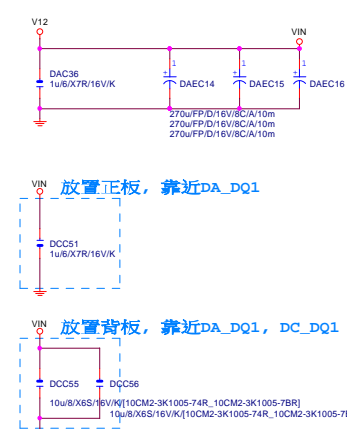 V12
VIN
DAC36
1u/6/X7R/16V/K
1
1
1
+
+
+
DAEC14
DAEC15
DAEC16
270u/FP/D/16V/8C/A/10m
270u/FP/D/16V/8C/A/10m
270u/FP/D/16V/8C/A/10m
VIN
放置正板, 靠近DA_DQ1
DCC51
1u/6/X7R/16V/K
VIN
放置背板, 靠近DA_DQ1, DC_DQ1
DCC55
DCC56
10u/8/X6S/16V/K/[10CM2-3K1005-74R_10CM2-3K1005-7BR]
10u/8/X6S/16V/K/[10CM2-3K1005-74R_10CM2-3K1005-7